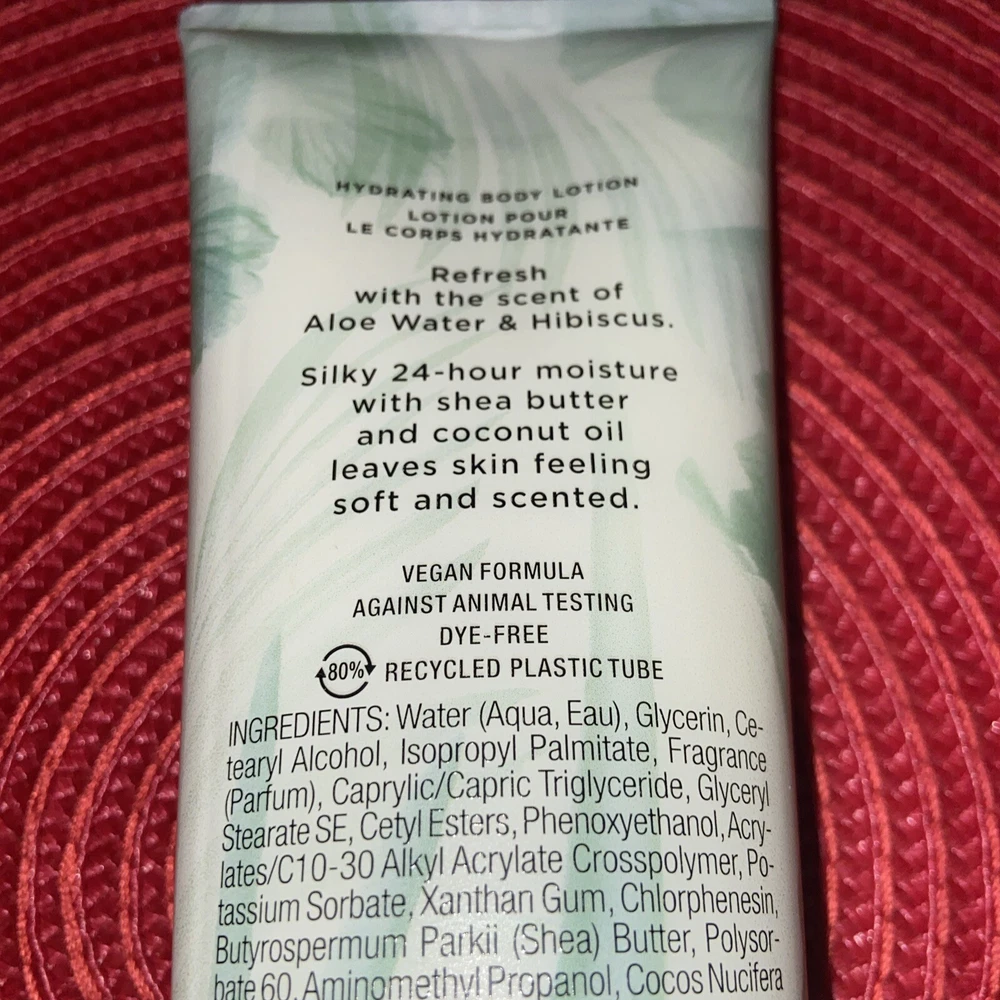 HYDRATING BODY LOTION
LOTION POUR
LE CORPS HYDRATANTE
Refresh
with the scent of
Aloe Water & Hibiscus.
Silky 24-hour moisture
with shea butter
and coconut oil
leaves skin feeling
soft and scented.
VEGAN FORMULA
AGAINST ANIMAL TESTING
DYE-FREE
80% RECYCLED PLASTIC TUBE
INGREDIENTS: Water (Aqua, Eau), Glycerin, Ce-
tearyl Alcohol, Isopropyl Palmitate, Fragrance
(Parfum), Caprylic/Capric Triglyceride, Glyceryl
Stearate SE, Cetyl Esters, Phenoxyethanol, Acry-
lates/C10-30 Alkyl Acrylate Crosspolymer, Po-
tassium Sorbate, Xanthan Gum, Chlorphenesin,
Butyrospermum Parkii (Shea) Butter, Polysor-
bate 60, Aminomethyl Propanol, Cocos Nucifera